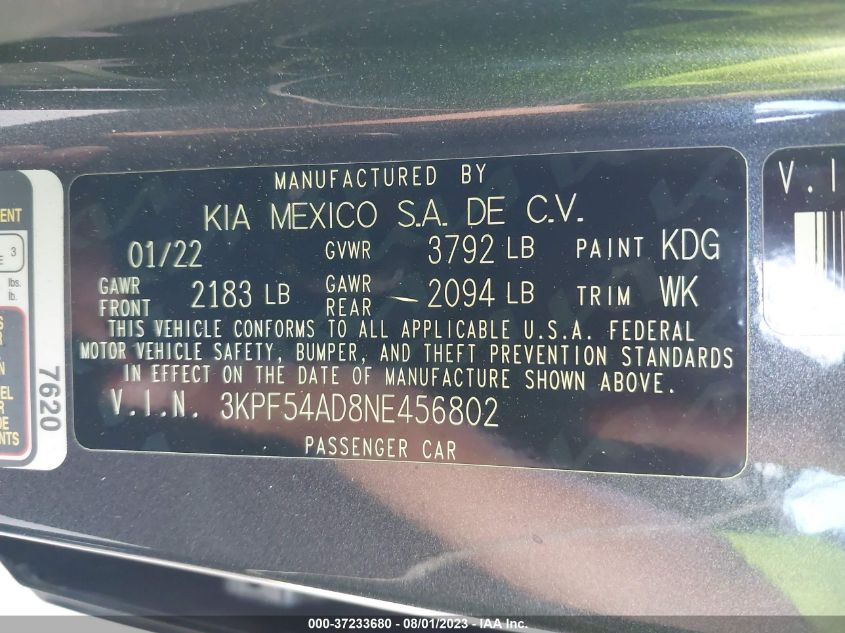 MANUFACTURED BY
KIA MEXICO S.A. DE C.V.
01/22 GVWR 3792 LB PAINT KDG
GAWR FRONT 2183 LB GAWR REAR 2094 LB TRIM WK
THIS VEHICLE CONFORMS TO ALL APPLICABLE U.S.A. FEDERAL
MOTOR VEHICLE SAFETY, BUMPER, AND THEFT PREVENTION STANDARDS
IN EFFECT ON THE DATE OF MANUFACTURE SHOWN ABOVE.
V.I.N. 3KPF54AD8NE456802
PASSENGER CAR
3
lbs.
lb.
7620
V.I
000-37233680 - 08/01/2023 - IAA Inc.